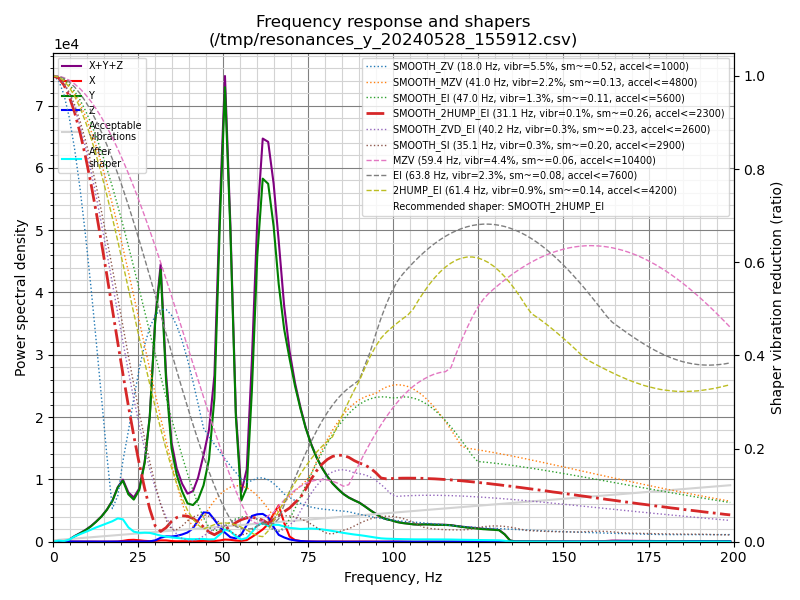 Frequency response and shapers
(/tmp/resonances_y_20240528_155912.csv)
1e4
X+Y+Z
X
Y
Z
Acceptable
vibrations
After
shaper
SMOOTH_ZV (18.0 Hz, vibr=5.5%, sm~=0.52, accel<=1000)
SMOOTH_MZV (41.0 Hz, vibr=2.2%, sm~=0.13, accel<=4800)
SMOOTH_EI (47.0 Hz, vibr=1.3%, sm~=0.11, accel<=5600)
SMOOTH_2HUMP_EI (31.1 Hz, vibr=0.1%, sm~=0.26, accel<=2300)
SMOOTH_ZVD_EI (40.2 Hz, vibr=0.3%, sm~=0.23, accel<=2600)
SMOOTH_SI (35.1 Hz, vibr=0.3%, sm~=0.20, accel<=2900)
MZV (59.4 Hz, vibr=4.4%, sm~=0.06, accel<=10400)
EI (63.8 Hz, vibr=2.3%, sm~=0.08, accel<=7600)
2HUMP_EI (61.4 Hz, vibr=0.9%, sm~=0.14, accel<=4200)
Recommended shaper: SMOOTH_2HUMP_EI
Power spectral density
7
6
5
4
3
2
1
0
Shaper vibration reduction (ratio)
1.0
0.8
0.6
0.4
0.2
0.0
0 25 50 75 100 125 150 175 200
Frequency, Hz